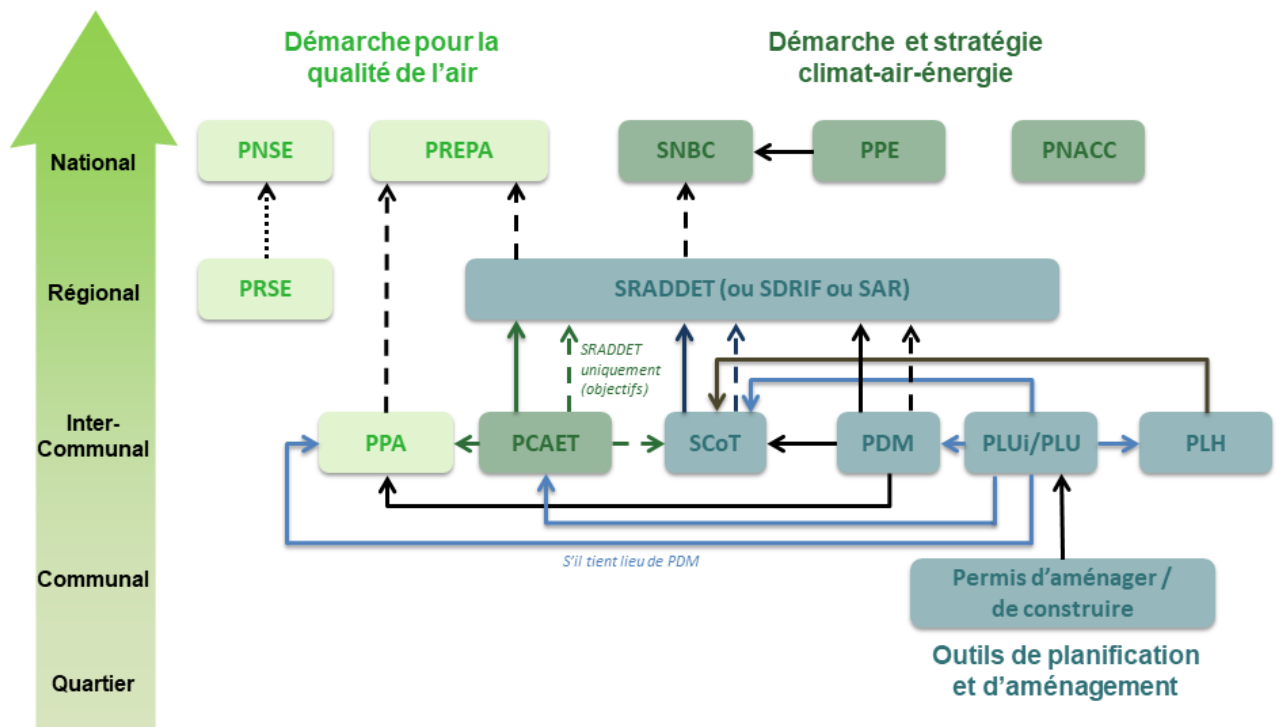 Démarche pour la
qualité de l'air
Démarche et stratégie
climat-air-énergie
National
PNSE
PREPA
SNBC
PPE
PNACC
Régional
PRSE
SRADDET (ou SDRIF ou SAR)
SRADDET
uniquement
(objectifs)
Inter-
Communal
PPA
PCAET
SCoT
PDM
PLUi/PLU
PLH
S'il tient lieu de PDM
Communal
Permis d'aménager /
de construire
Outils de planification
et d'aménagement
Quartier